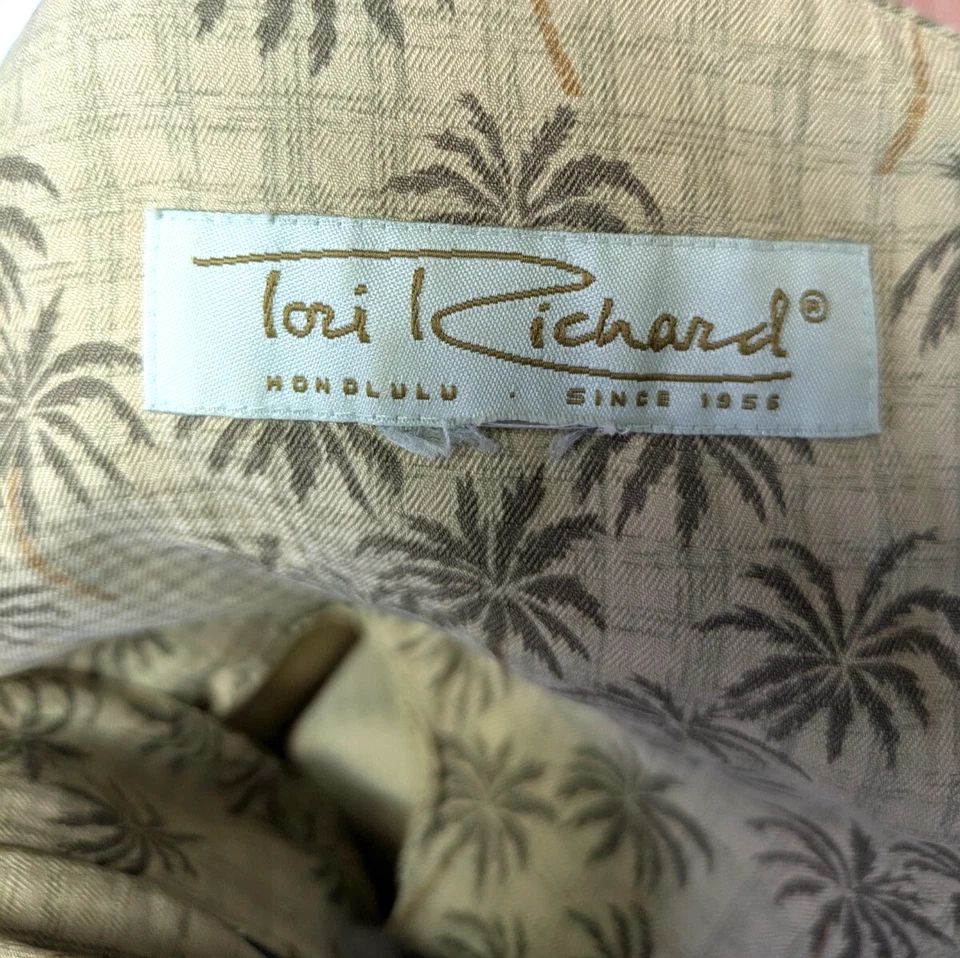 Tori Richard®
HONOLULU · SINCE 1956